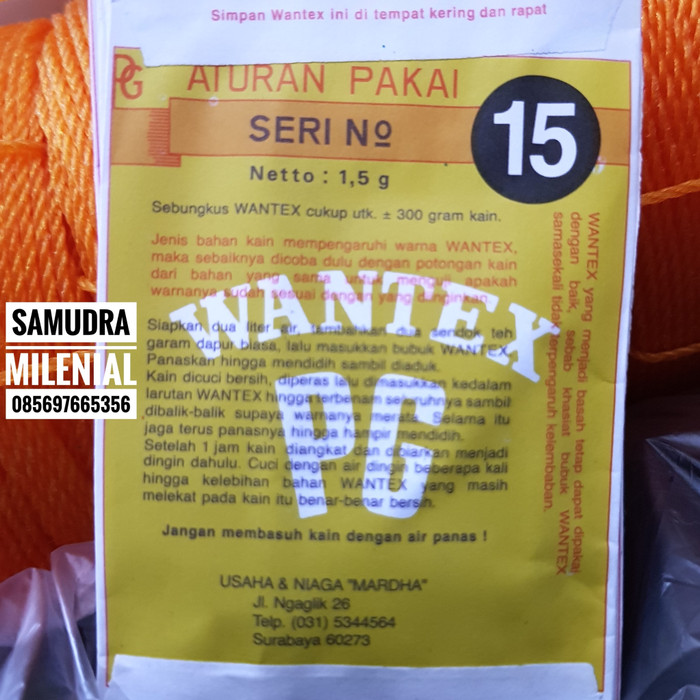 Simpan Wantex ini di tempat kering dan rapat
PG
ATURAN PAKAI
SERI Nº
15
Netto : 1,5 g
Sebungkus WANTEX cukup utk. ± 300 gram kain.
Jenis bahan kain mempengaruhi warna WANTEX,
maka sebaiknya dicoba dulu dengan potongan kain
dari bahan yang sama untuk menguji apakah
warnanya sudah sesuai dengan yang diinginkan.
WANTEX
PG
Siapkan dua liter air, tambahkan dua sendok teh
garam dapur biasa, lalu masukkan bubuk WANTEX.
Panaskan hingga mendidih sambil diaduk.
Kain dicuci bersih, diperas lalu dimasukkan kedalam
larutan WANTEX hingga terbenam seluruhnya sambil
dibalik-balik supaya warnanya merata. Selama itu
jaga terus panasnya hingga hampir mendidih.
Setelah 1 jam kain diangkat dan dibiarkan menjadi
dingin dahulu. Cuci dengan air dingin beberapa kali
hingga kelebihan bahan WANTEX yang masih
melekat pada kain itu benar-benar bersih.
Jangan membasuh kain dengan air panas !
USAHA & NIAGA "MARDHA"
Jl. Ngaglik 26
Telp. (031) 5344564
Surabaya 60273
WANTEX yang menjadi basah tetap dapat dipakai
dengan baik, sebab khasiat bubuk WANTEX
samasekali tidak terpengaruh kelembaban.
SAMUDRA
MILENIAL
085697665356